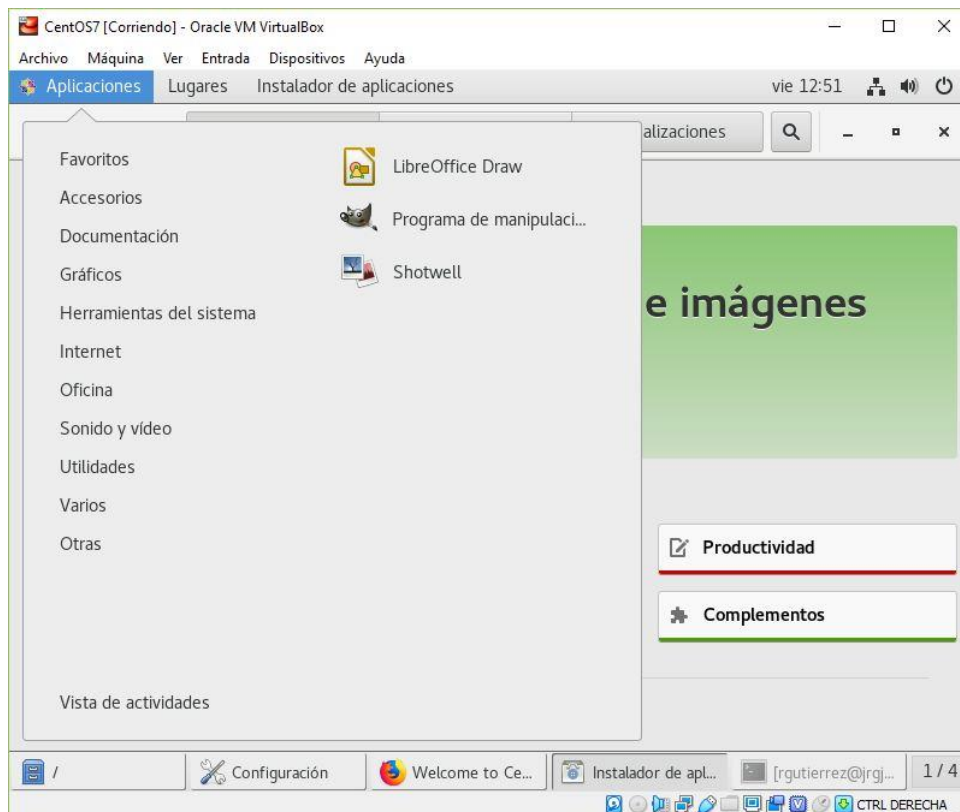 CentOS7 [Corriendo] - Oracle VM VirtualBox
Archivo Máquina Ver Entrada Dispositivos Ayuda
Aplicaciones Lugares Instalador de aplicaciones vie 12:51
alizaciones
Favoritos
Accesorios
Documentación
Gráficos
Herramientas del sistema
Internet
Oficina
Sonido y vídeo
Utilidades
Varios
Otras
Vista de actividades
LibreOffice Draw
Programa de manipulaci...
Shotwell
e imágenes
Productividad
Complementos
/ Configuración Welcome to Ce... Instalador de apl... [rgutierrez@jrgj... 1 / 4
CTRL DERECHA